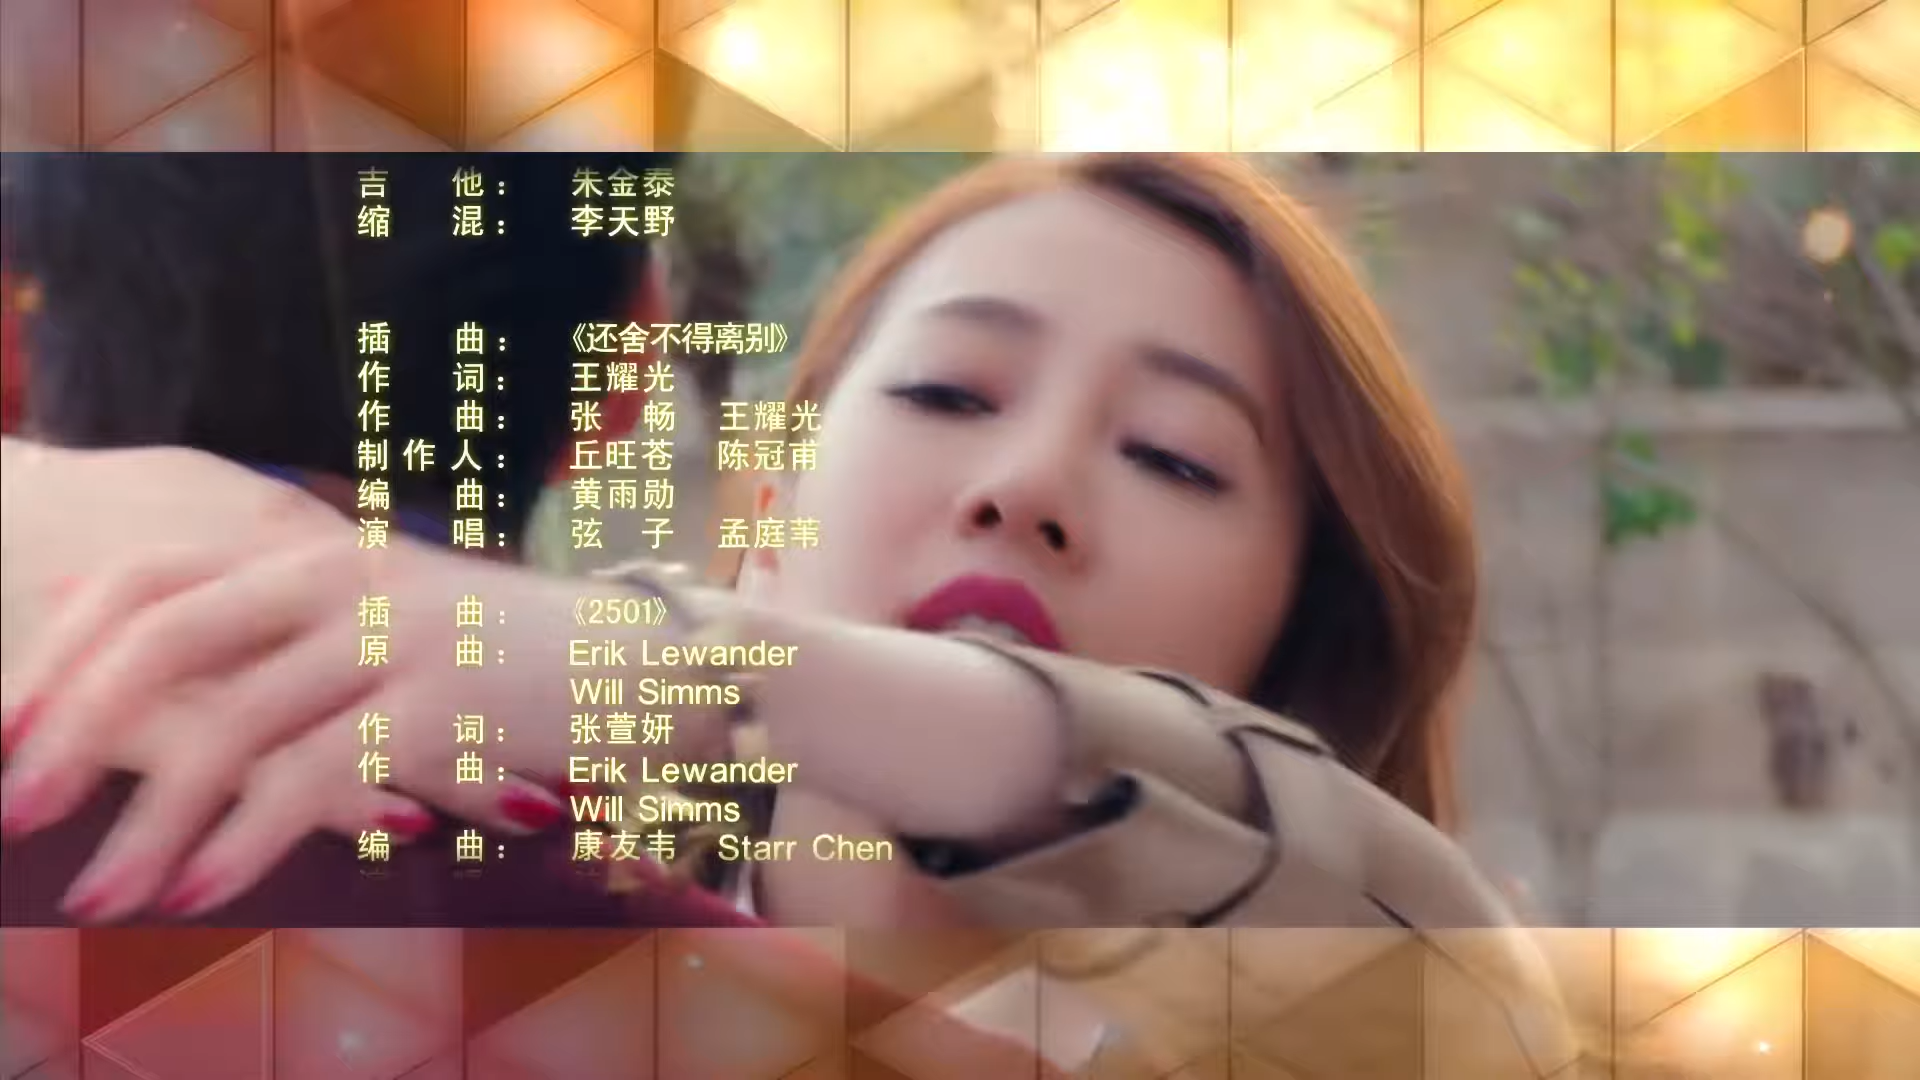 吉他：朱金泰
缩混：李天野
插曲：《还舍不得离别》
作词：王耀光
作曲：张畅 王耀光
制作人：丘旺苍 陈冠甫
编曲：黄雨勋
演唱：弦子 孟庭苇
插曲：《2501》
原曲：Erik Lewander
Will Simms
作词：张萱妍
作曲：Erik Lewander
Will Simms
编曲：康友韦 Starr Chen